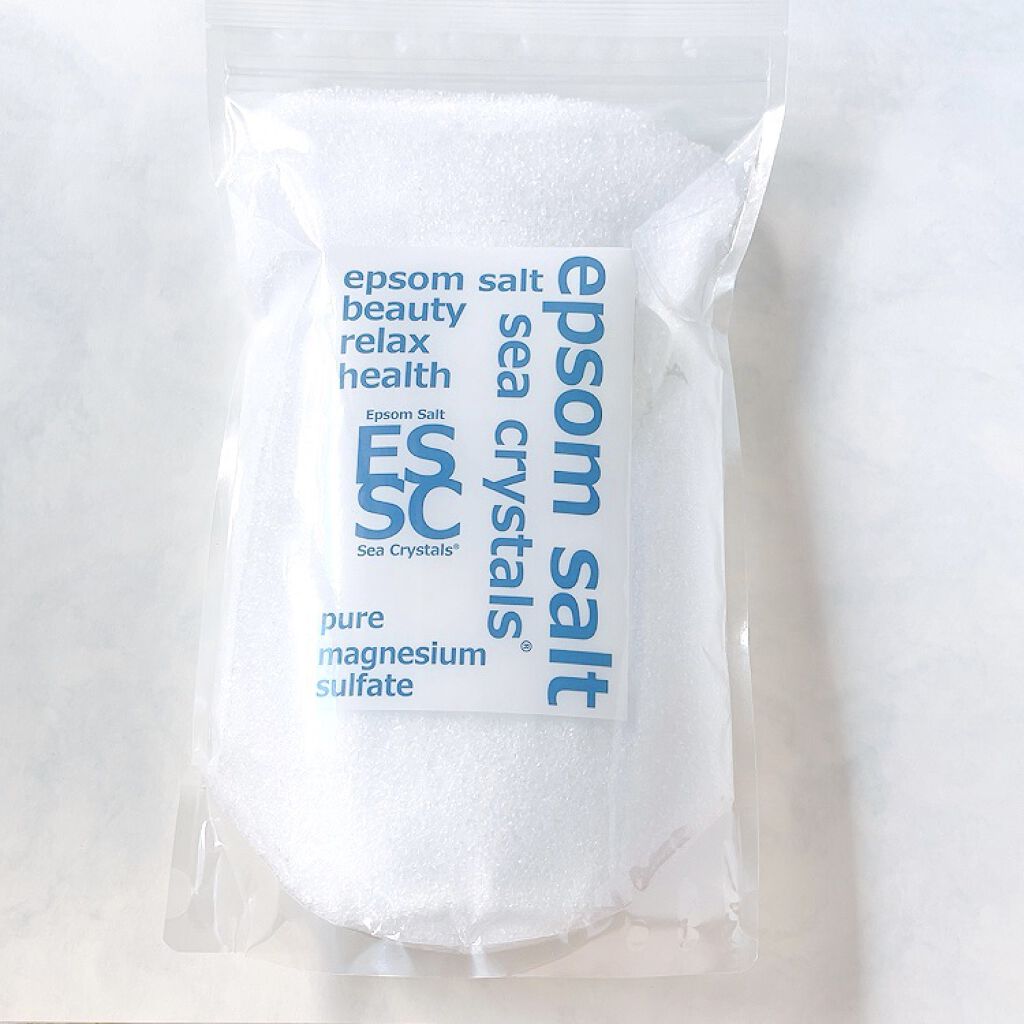 epsom salt
beauty
relax
health
Epsom Salt
ES
SC
Sea Crystals®
pure
magnesium
sulfate
sea crystals®
epsom salt